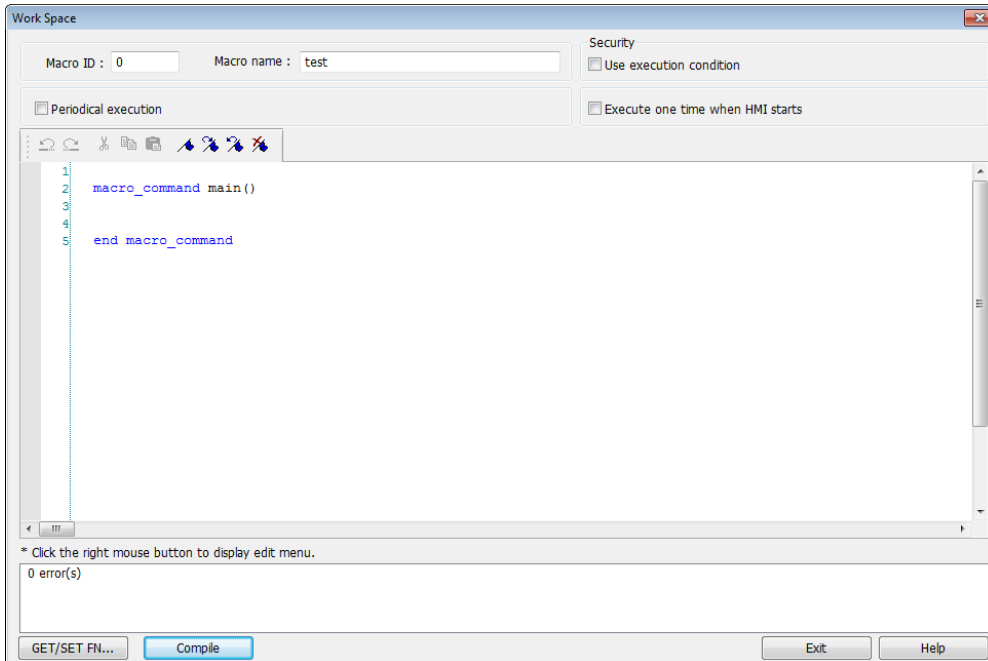 Work Space
Macro ID : 0 Macro name : test
Security
Use execution condition
Periodical execution
Execute one time when HMI starts
1
2 macro_command main()
3
4
5 end macro_command
* Click the right mouse button to display edit menu.
0 error(s)
GET/SET FN... Compile Exit Help